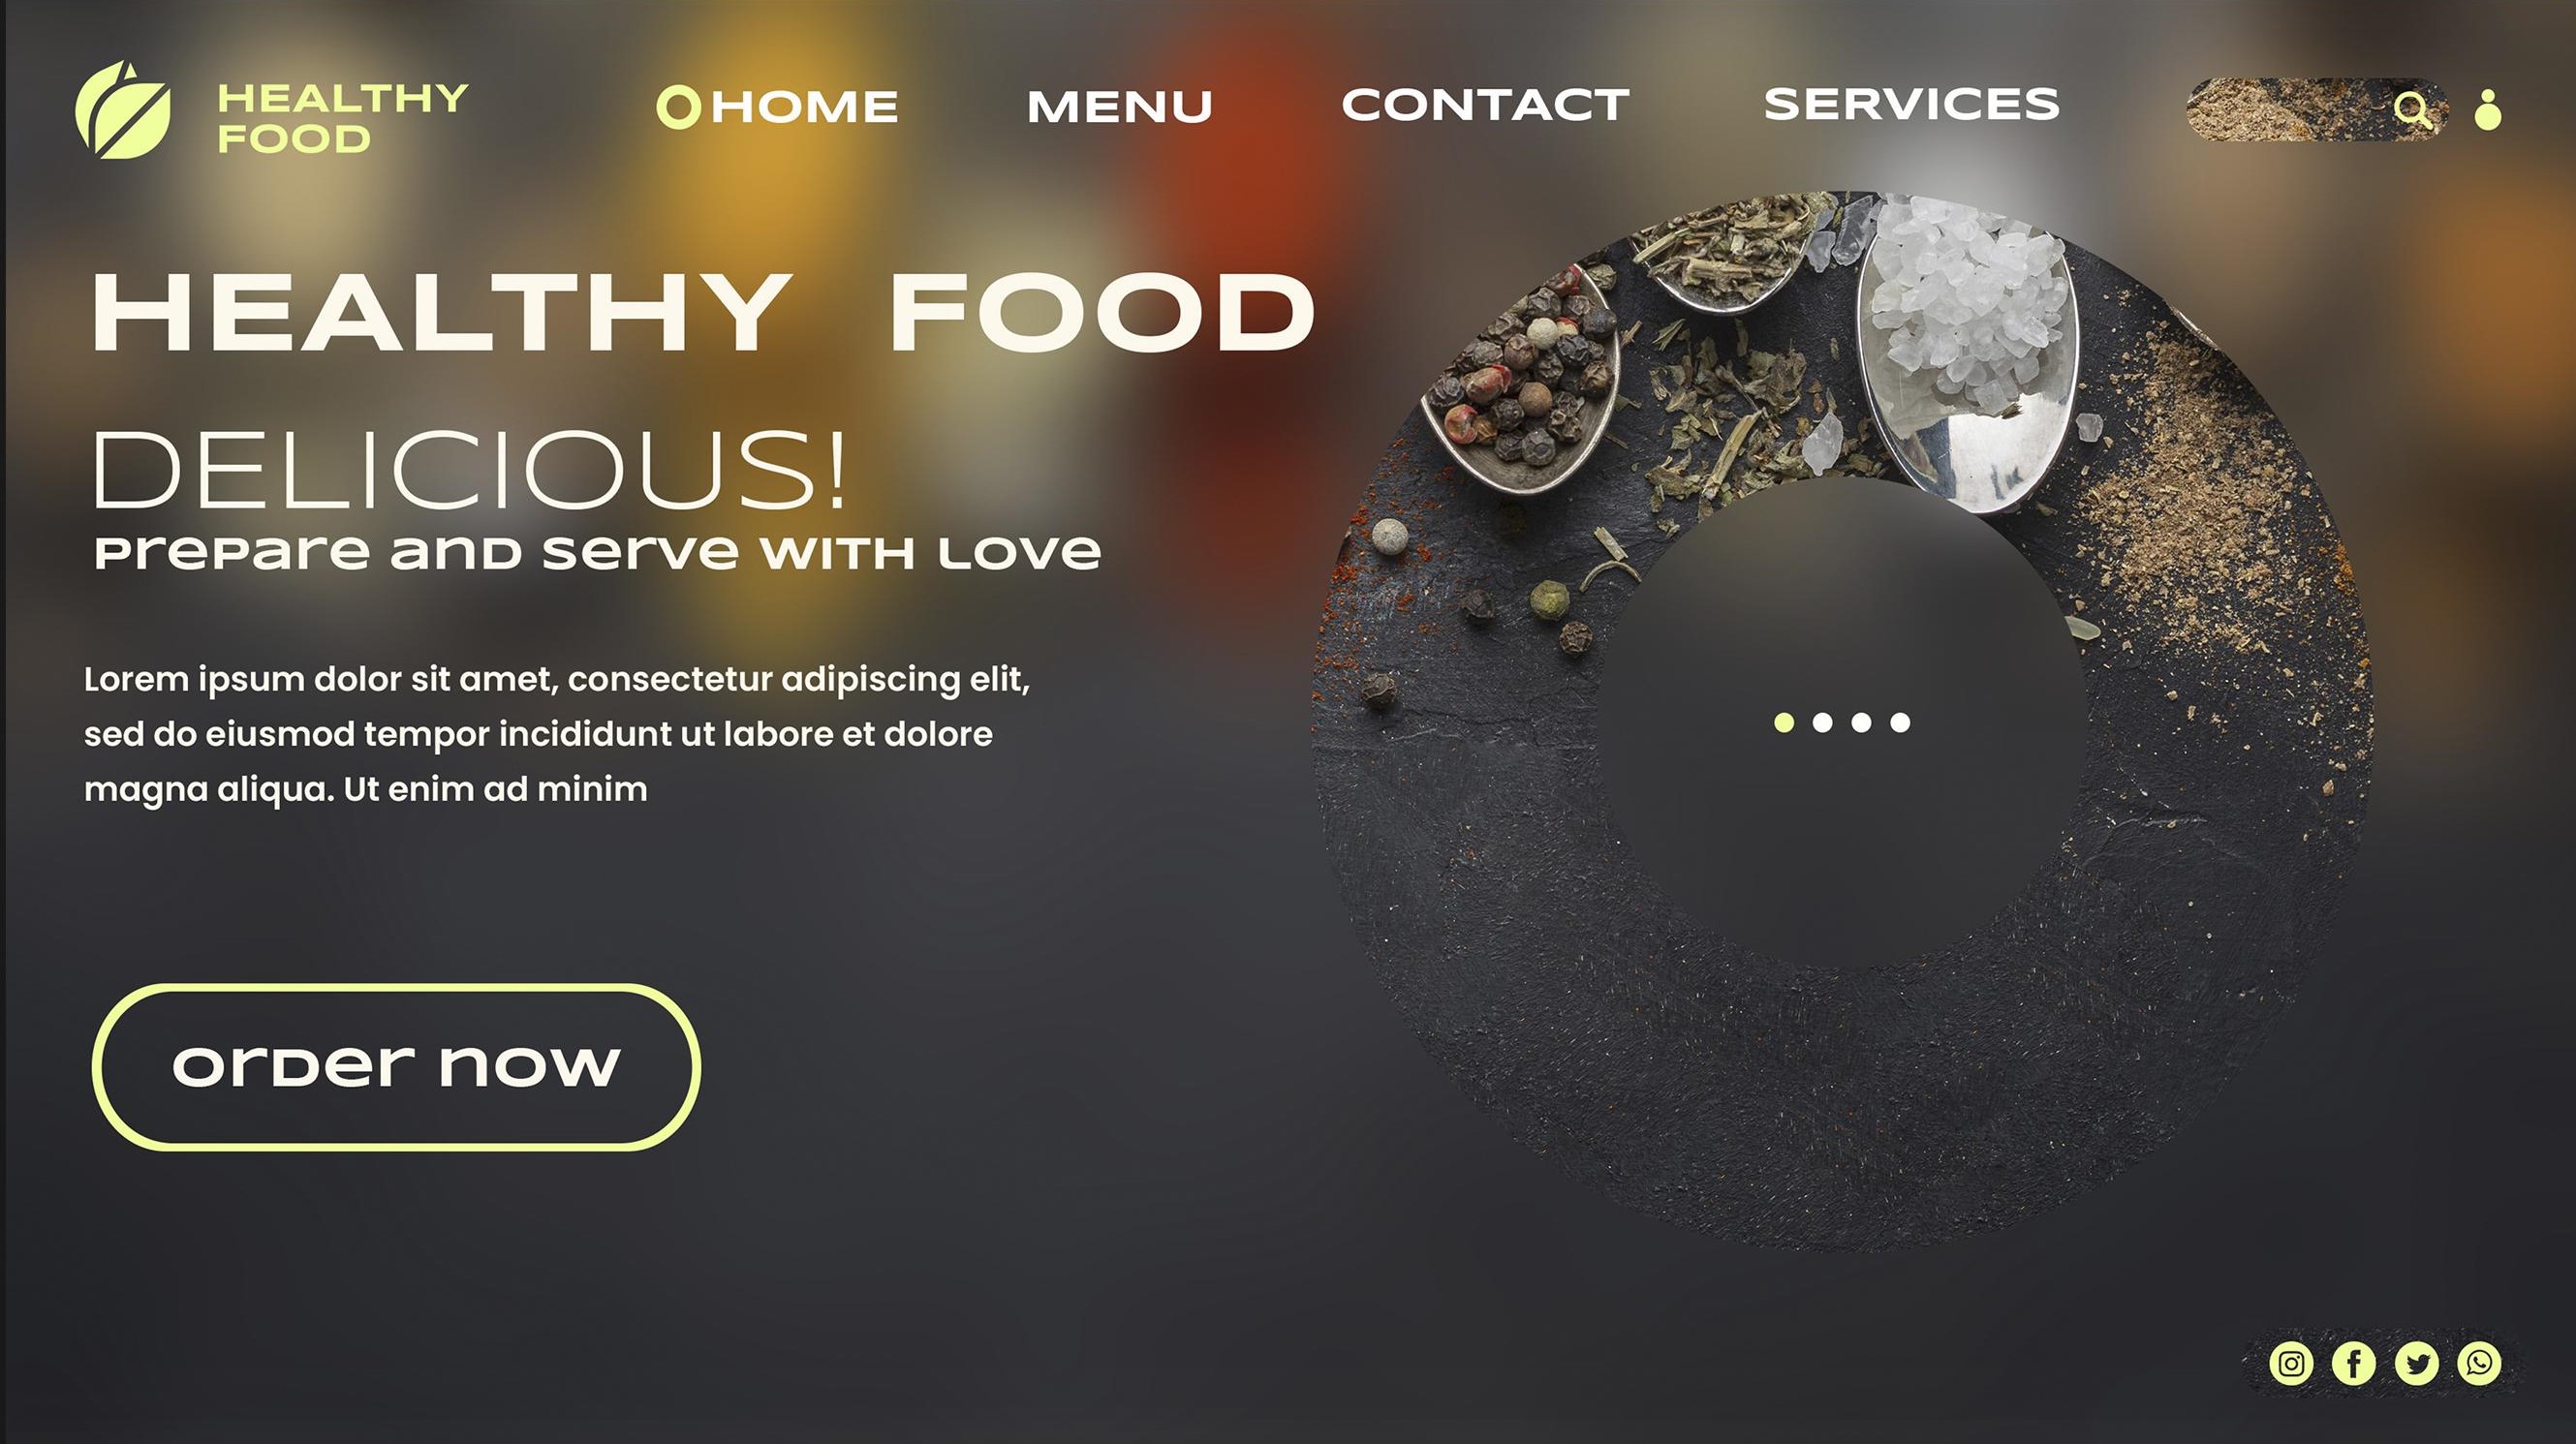 HEALTHY
FOOD
HOME
MENU
CONTACT
SERVICES
HEALTHY FOOD
DELICIOUS!
Prepare and serve with love
Lorem ipsum dolor sit amet, consectetur adipiscing elit,
sed do eiusmod tempor incididunt ut labore et dolore
magna aliqua. Ut enim ad minim
order now